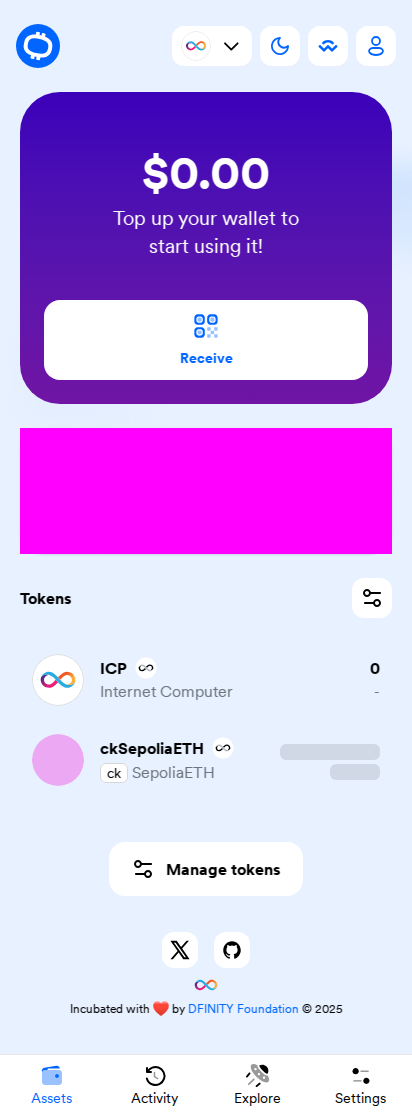 $0.00
Top up your wallet to
start using it!
Receive
Tokens
ICP
0
Internet Computer
-
ckSepoliaETH
ck SepoliaETH
Manage tokens
Incubated with ❤️ by DFINITY Foundation © 2025
Assets
Activity
Explore
Settings